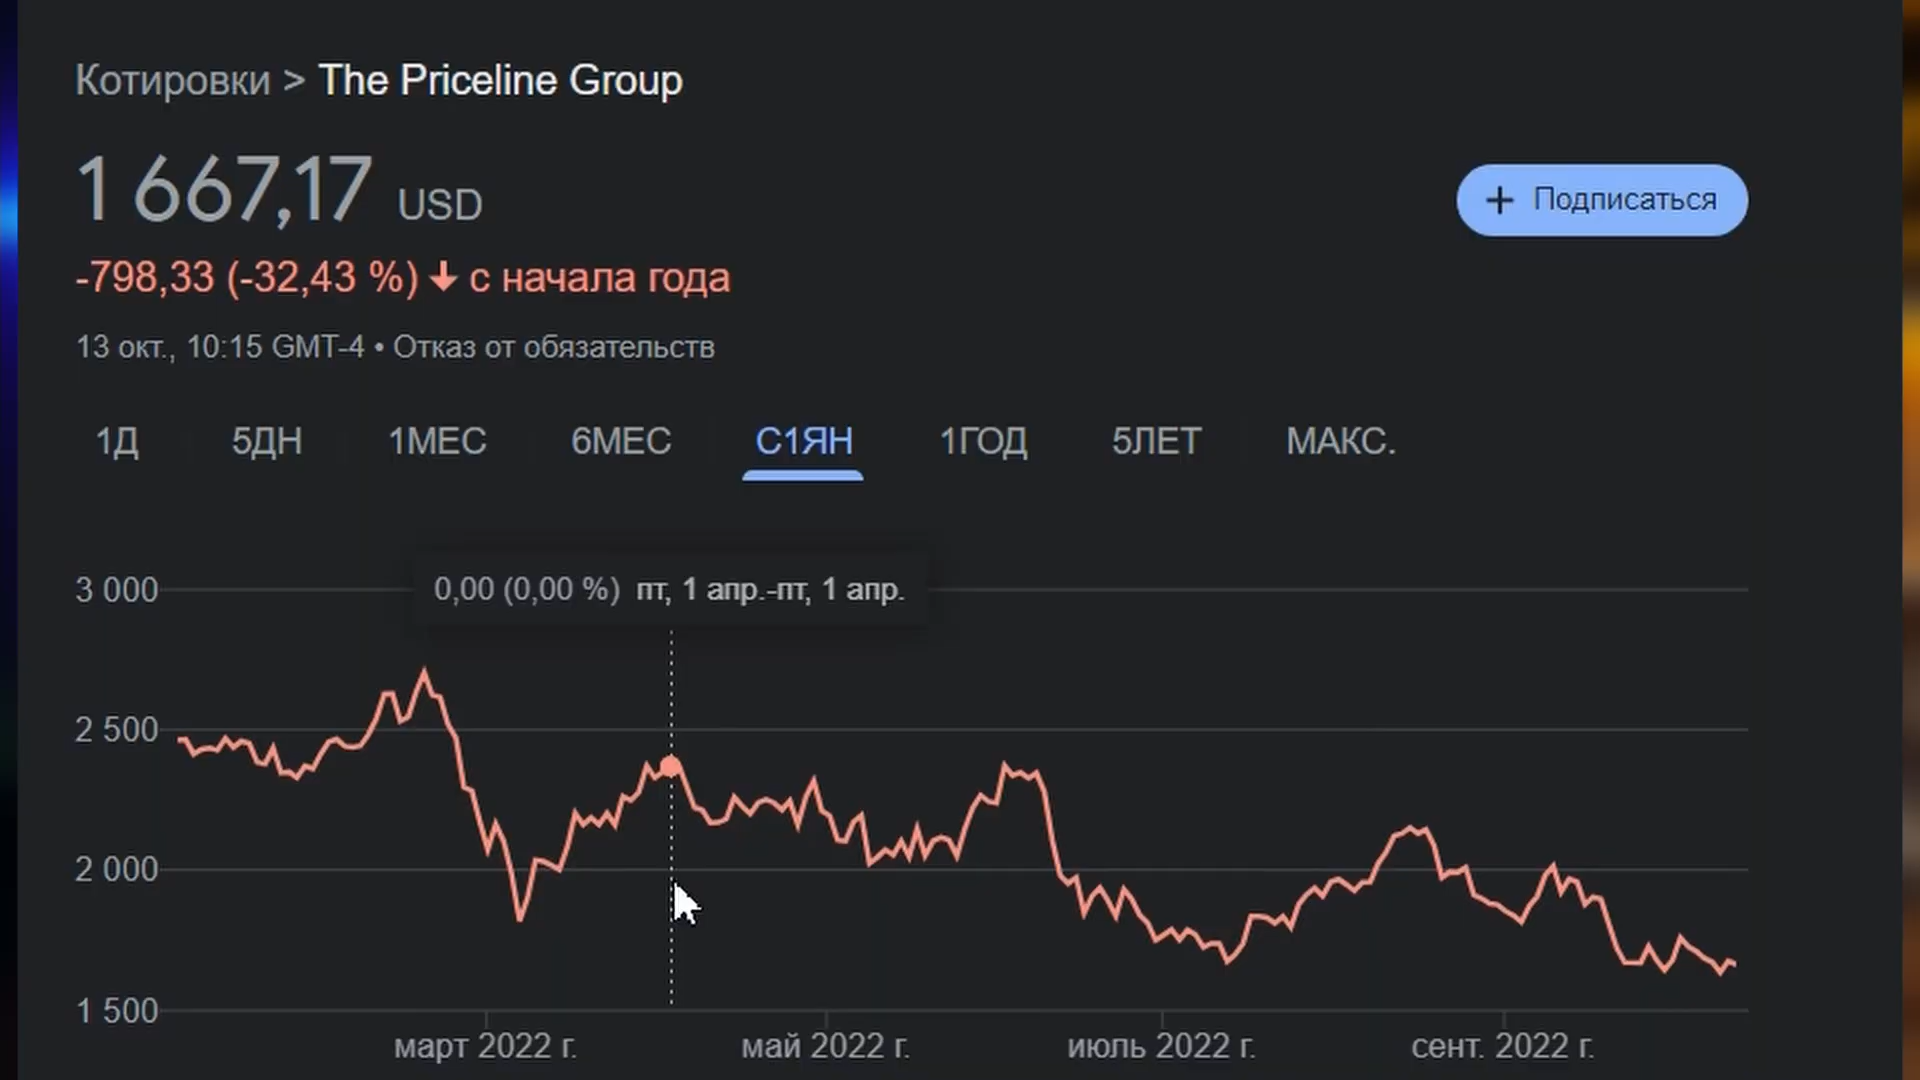 Котировки > The Priceline Group
1 667,17 USD
+ Подписаться
-798,33 (-32,43 %) ↓ с начала года
13 окт., 10:15 GMT-4 • Отказ от обязательств
1Д 5ДН 1МЕС 6МЕС С1ЯН 1ГОД 5ЛЕТ МАКС.
0,00 (0,00 %) пт, 1 апр.-пт, 1 апр.
3 000
2 500
2 000
1 500
март 2022 г. май 2022 г. июль 2022 г. сент. 2022 г.